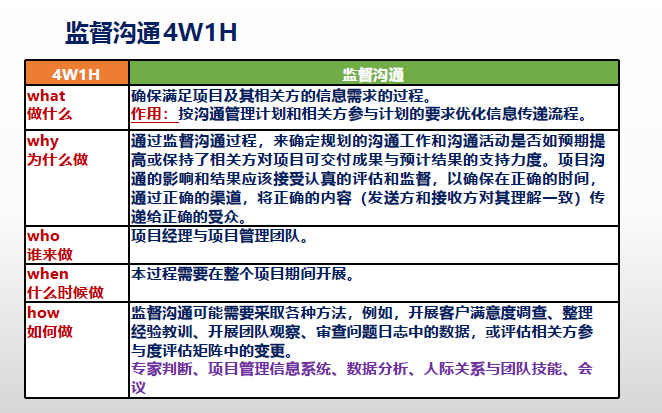 监督沟通4W1H
4W1H
监督沟通
what
做什么
确保满足项目及其相关方的信息需求的过程。
作用：按沟通管理计划和相关方参与计划的要求优化信息传递流程。
why
为什么做
通过监督沟通过程，来确定规划的沟通工作和沟通活动是否如预期提
高或保持了相关方对项目可交付成果与预计结果的支持力度。项目沟
通的影响和结果应该接受认真的评估和监督，以确保在正确的时间，
通过正确的渠道，将正确的内容（发送方和接收方对其理解一致）传
递给正确的受众。
who
谁来做
项目经理与项目管理团队。
when
什么时候做
本过程需要在整个项目期间开展。
how
如何做
监督沟通可能需要采取各种方法，例如，开展客户满意度调查、整理
经验教训、开展团队观察、审查问题日志中的数据，或评估相关方参
与度评估矩阵中的变更。
专家判断、项目管理信息系统、数据分析、人际关系与团队技能、会
议